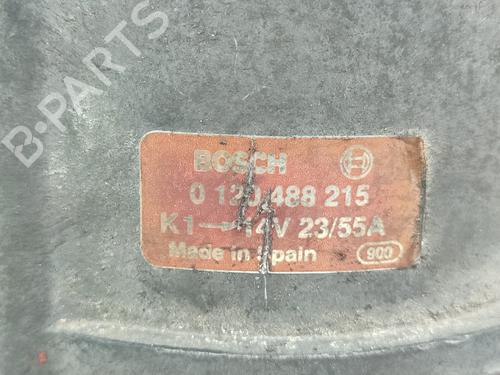 B-PARTS
BOSCH
0 120 488 215
K1→14V 23/55A
Made in Spain
900